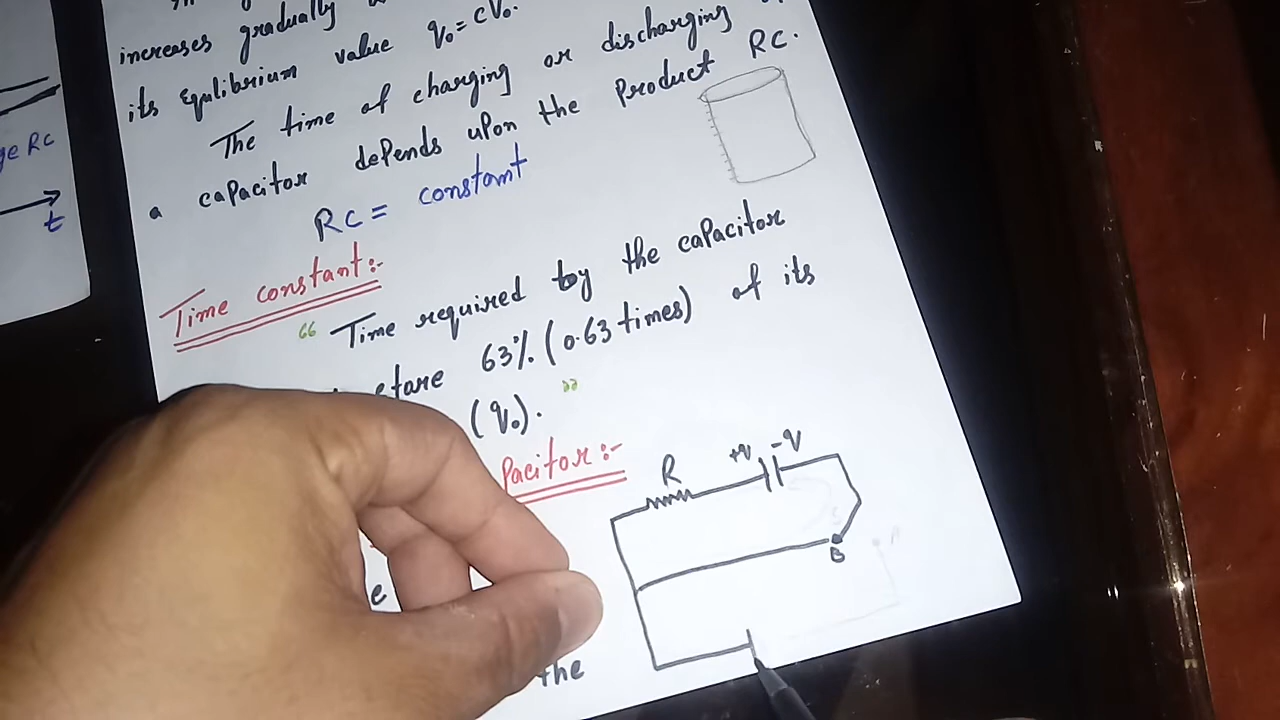 increases gradually
its Equlibrium value q₀ = CV₀.
The time of charging or discharging
a capacitor depends upon the Product RC.
RC = constant
ge RC
t
Time constant:-
“ Time required by the capacitor
store 63% (0.63 times) of its
(q₀). ”
pacitor:-
R +q -q
B
A
e
the